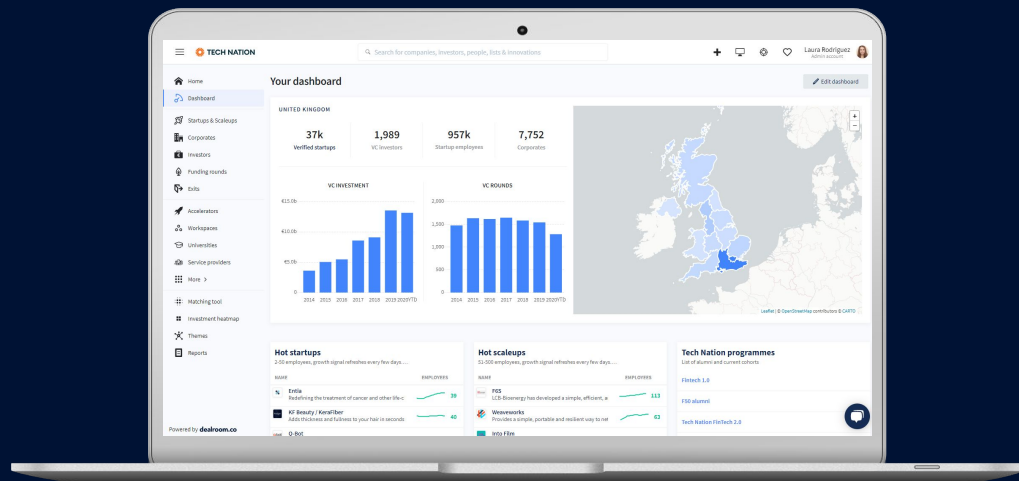 TECH NATION
Search for companies, investors, people, lists & innovations
Laura Rodriguez
Admin account
Home
Dashboard
Startups & Scaleups
Corporates
Investors
Funding rounds
Exits
Accelerators
Workspaces
Universities
Service providers
More >
Matching tool
Investment heatmap
Themes
Reports
Powered by dealroom.co
Your dashboard
Edit dashboard
UNITED KINGDOM
37k
Verified startups
1,989
VC investors
957k
Startup employees
7,752
Corporates
VC INVESTMENT
€15.0b
€10.0b
€5.0b
0
2014 2015 2016 2017 2018 2019 2020YTD
VC ROUNDS
2,000
1,500
1,000
500
0
2014 2015 2016 2017 2018 2019 2020YTD
+
−
Leaflet | © OpenStreetMap contributors © CARTO
Hot startups
2-50 employees, growth signal refreshes every few days.…
NAME EMPLOYEES
Entia
Redefining the treatment of cancer and other life-c
39
KF Beauty / KeraFiber
Adds thickness and fullness to your hair in seconds
40
Q-Bot
Hot scaleups
51-500 employees, growth signal refreshes every few days.…
NAME EMPLOYEES
F6S
LCB-Bioenergy has developed a simple, efficient, a
113
Weaveworks
Provides a simple, portable and resilient way to net
63
Into Film
Tech Nation programmes
List of alumni and current cohorts
Fintech 1.0
F50 alumni
Tech Nation FinTech 2.0